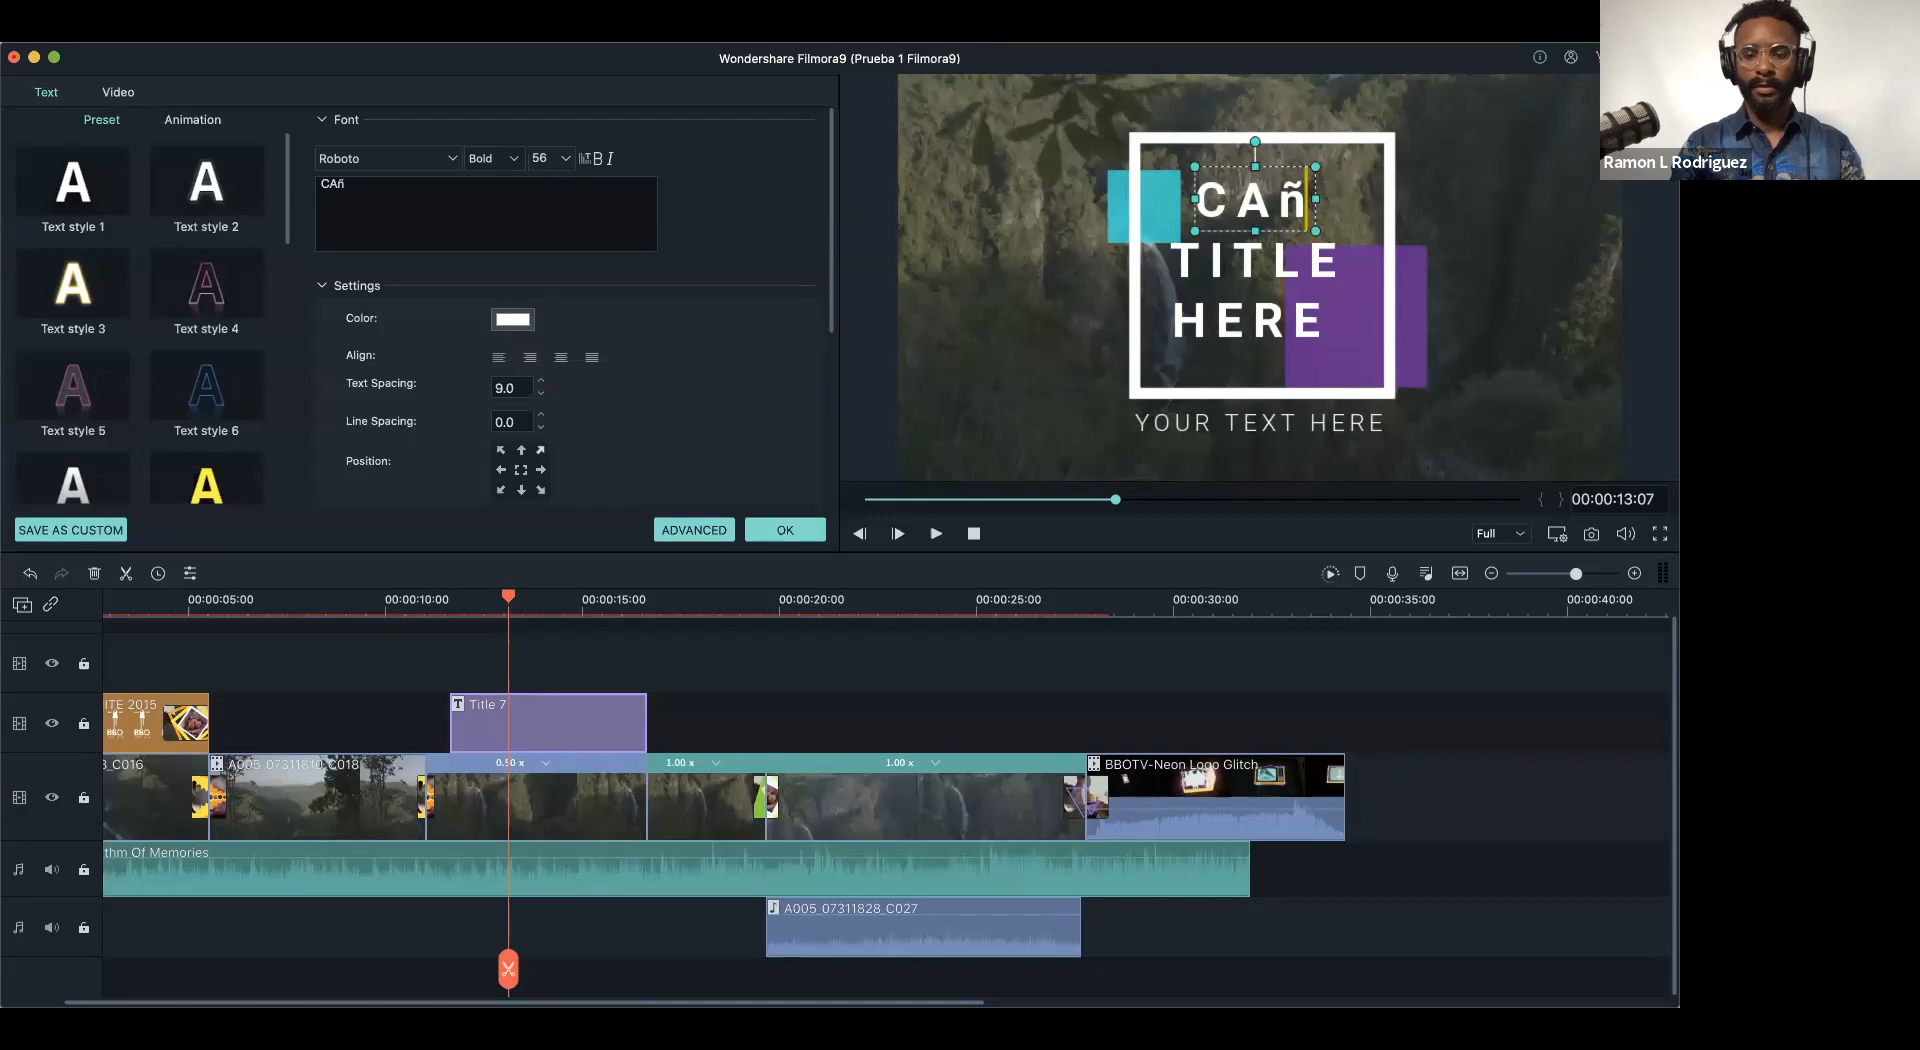 Wondershare Filmora9 (Prueba 1 Filmora9)
Ramon L Rodriguez
Text Video
Preset Animation
Text style 1
Text style 2
Text style 3
Text style 4
Text style 5
Text style 6
SAVE AS CUSTOM
Font
Roboto Bold 56 B I
CAñ
Settings
Color:
Align:
Text Spacing: 9.0
Line Spacing: 0.0
Position:
ADVANCED OK
CAñ
TITLE
HERE
YOUR TEXT HERE
{ } 00:00:13:07
Full
00:00:05:00 00:00:10:00 00:00:15:00 00:00:20:00 00:00:25:00 00:00:30:00 00:00:35:00 00:00:40:00
ITE 2015
BBO BBO
T Title 7
_C016
A005_07311810_C018
0.50 x
1.00 x
1.00 x
BBOTV-Neon Logo Glitch
thm Of Memories
A005_07311828_C027